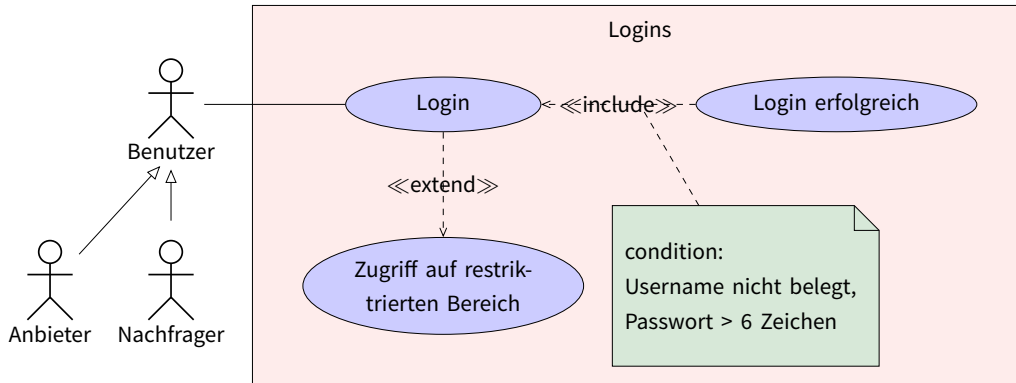 Logins
Login
≪include≫
Login erfolgreich
Benutzer
≪extend≫
Zugriff auf restrik-
trierten Bereich
condition:
Username nicht belegt,
Passwort > 6 Zeichen
Anbieter
Nachfrager